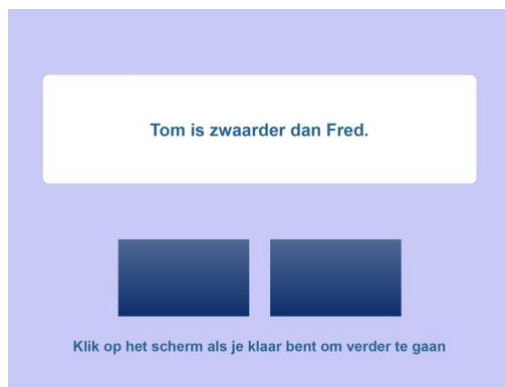 Tom is zwaarder dan Fred.
Klik op het scherm als je klaar bent om verder te gaan